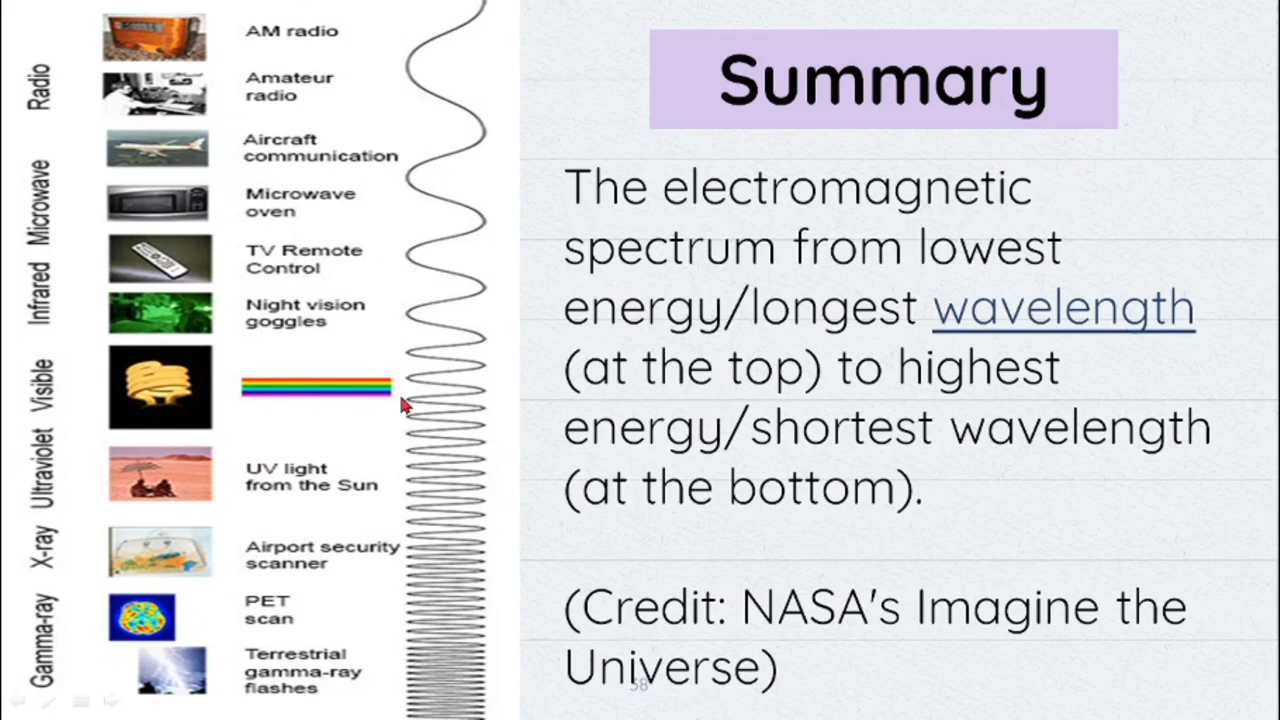 Radio
AM radio
Amateur
radio
Aircraft
communication
Microwave
Microwave
oven
Infrared
TV Remote
Control
Night vision
goggles
Visible
Ultraviolet
UV light
from the Sun
X-ray
Airport security
scanner
Gamma-ray
PET
scan
Terrestrial
gamma-ray
flashes
Summary
The electromagnetic
spectrum from lowest
energy/longest wavelength
(at the top) to highest
energy/shortest wavelength
(at the bottom).
(Credit: NASA's Imagine the
Universe)
58